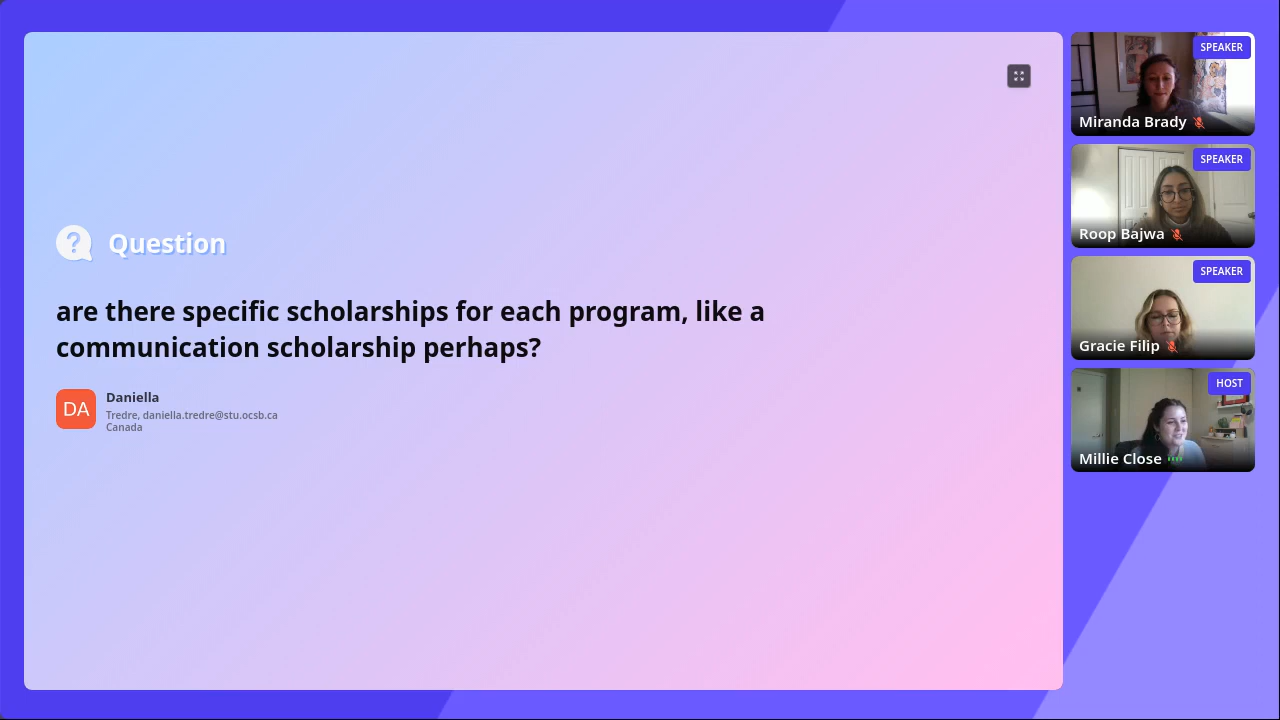 Question
are there specific scholarships for each program, like a
communication scholarship perhaps?
DA
Daniella
Tredre, daniella.tredre@stu.ocsb.ca
Canada
SPEAKER
Miranda Brady
SPEAKER
Roop Bajwa
SPEAKER
Gracie Filip
HOST
Millie Close